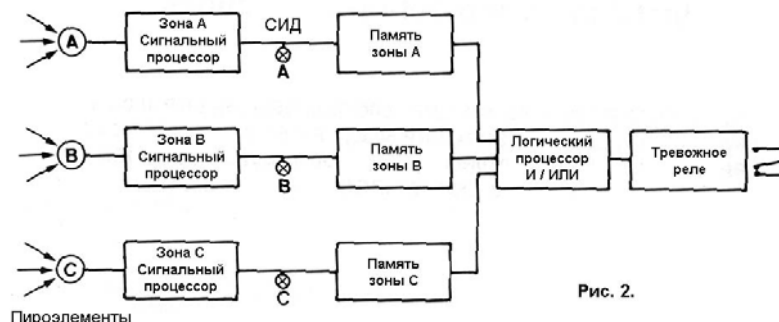 А
Зона А
Сигнальный
процессор
СИД
А
Память
зоны А
В
Зона В
Сигнальный
процессор
В
Память
зоны В
Логический
процессор
И / ИЛИ
Тревожное
реле
С
Зона С
Сигнальный
процессор
С
Память
зоны С
Рис. 2.
Пироэлементы